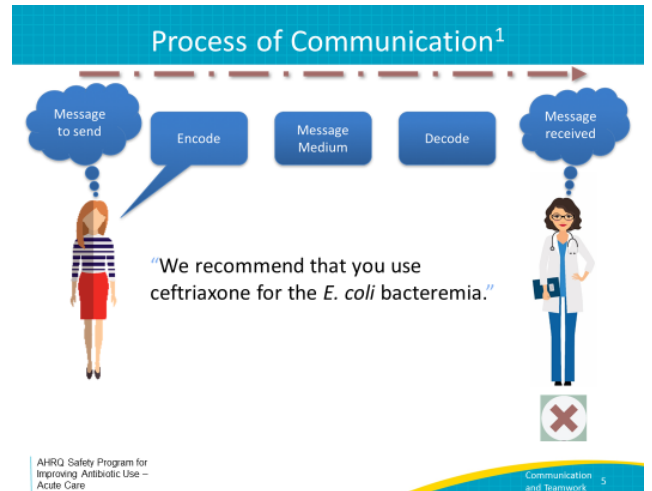 Process of Communication¹
Message
to send
Encode
Message
Medium
Decode
Message
received
“We recommend that you use
ceftriaxone for the E. coli bacteremia.”
AHRQ Safety Program for
Improving Antibiotic Use –
Acute Care
Communication
and Teamwork
5